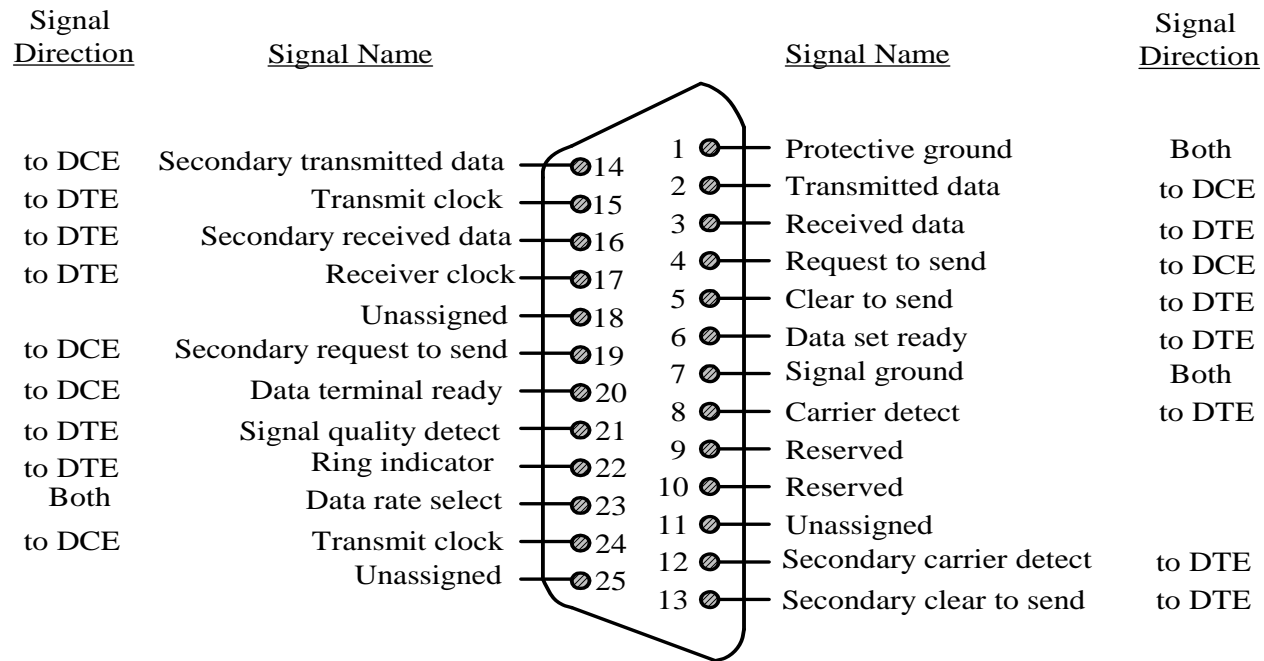 Signal Direction Signal Name Signal Name Signal Direction
1 Protective ground Both
to DCE Secondary transmitted data 14
2 Transmitted data to DCE
to DTE Transmit clock 15
3 Received data to DTE
to DTE Secondary received data 16
4 Request to send to DCE
to DTE Receiver clock 17
5 Clear to send to DTE
Unassigned 18
6 Data set ready to DTE
to DCE Secondary request to send 19
7 Signal ground Both
to DCE Data terminal ready 20
8 Carrier detect to DTE
to DTE Signal quality detect 21
9 Reserved
to DTE Ring indicator 22
10 Reserved
Both Data rate select 23
11 Unassigned
to DCE Transmit clock 24
12 Secondary carrier detect to DTE
Unassigned 25
13 Secondary clear to send to DTE